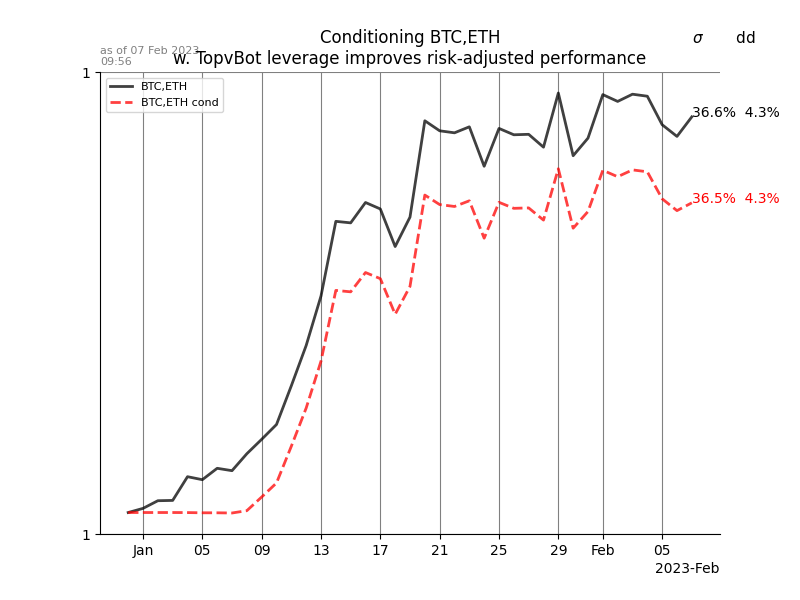 Conditioning BTC,ETH
w. TopvBot leverage improves risk-adjusted performance
σ dd
as of 07 Feb 2023
09:56
1
BTC,ETH
BTC,ETH cond
36.6% 4.3%
36.5% 4.3%
1
Jan 05 09 13 17 21 25 29 Feb 05
2023-Feb